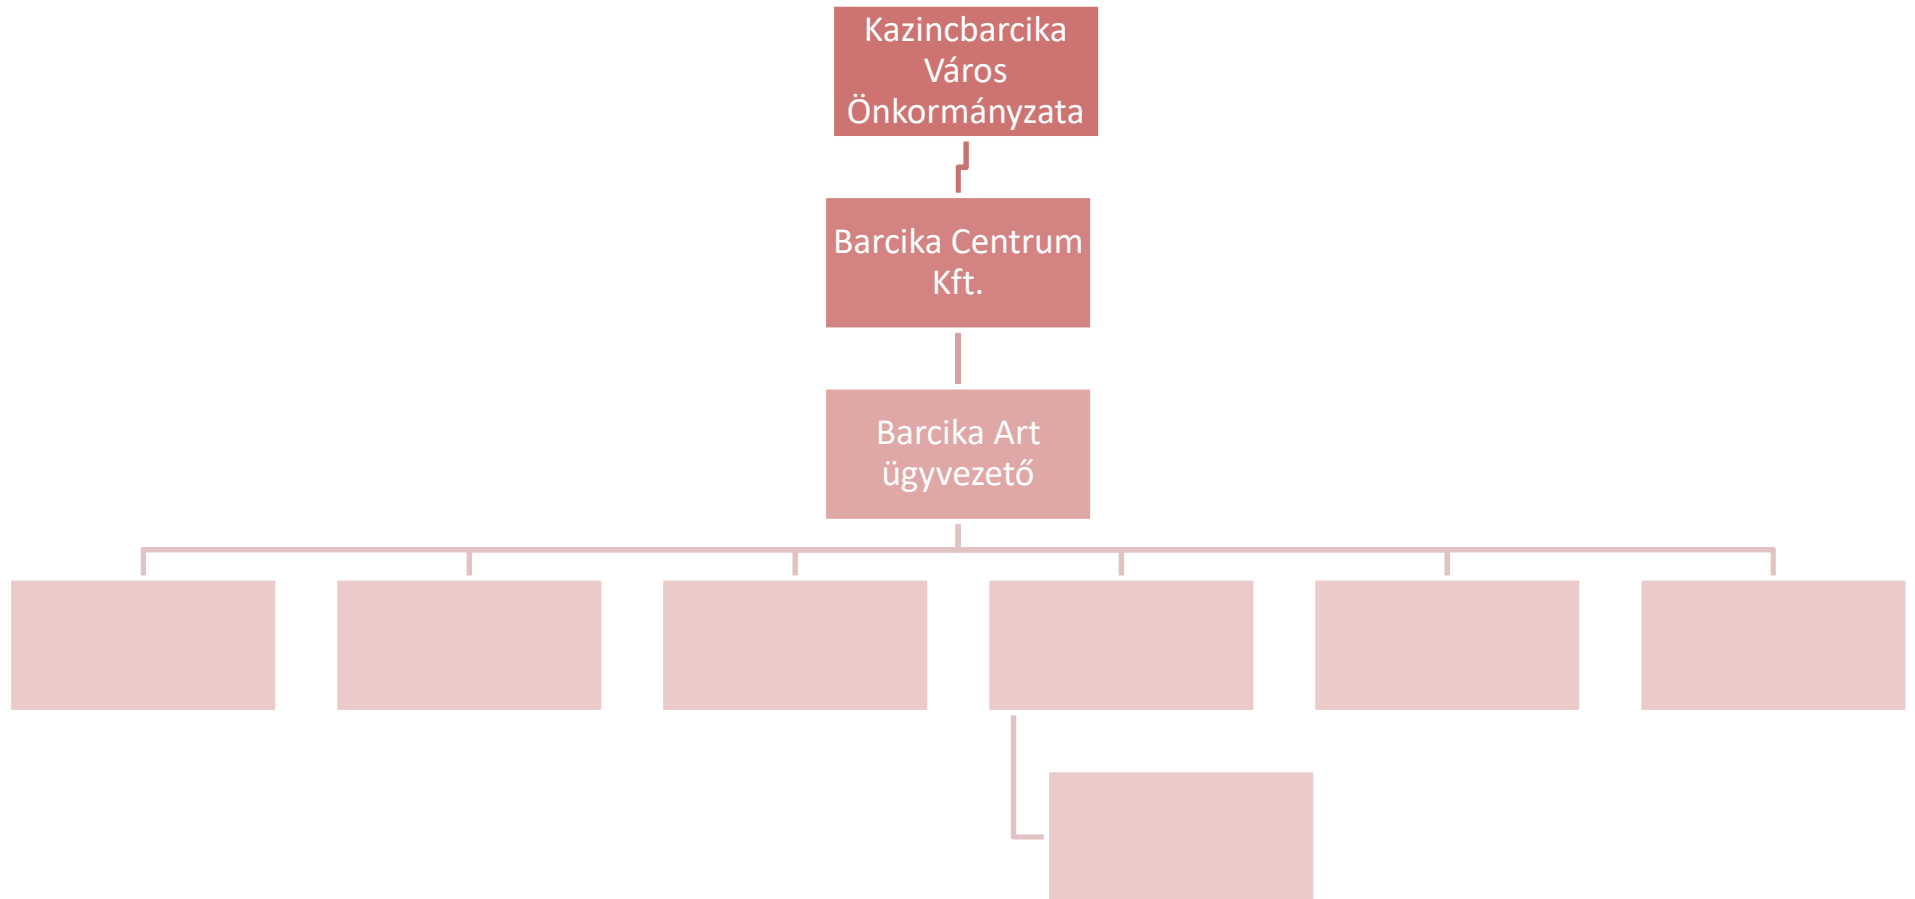 Kazincbarcika
Város
Önkormányzata
Barcika Centrum
Kft.
Barcika Art
ügyvezető